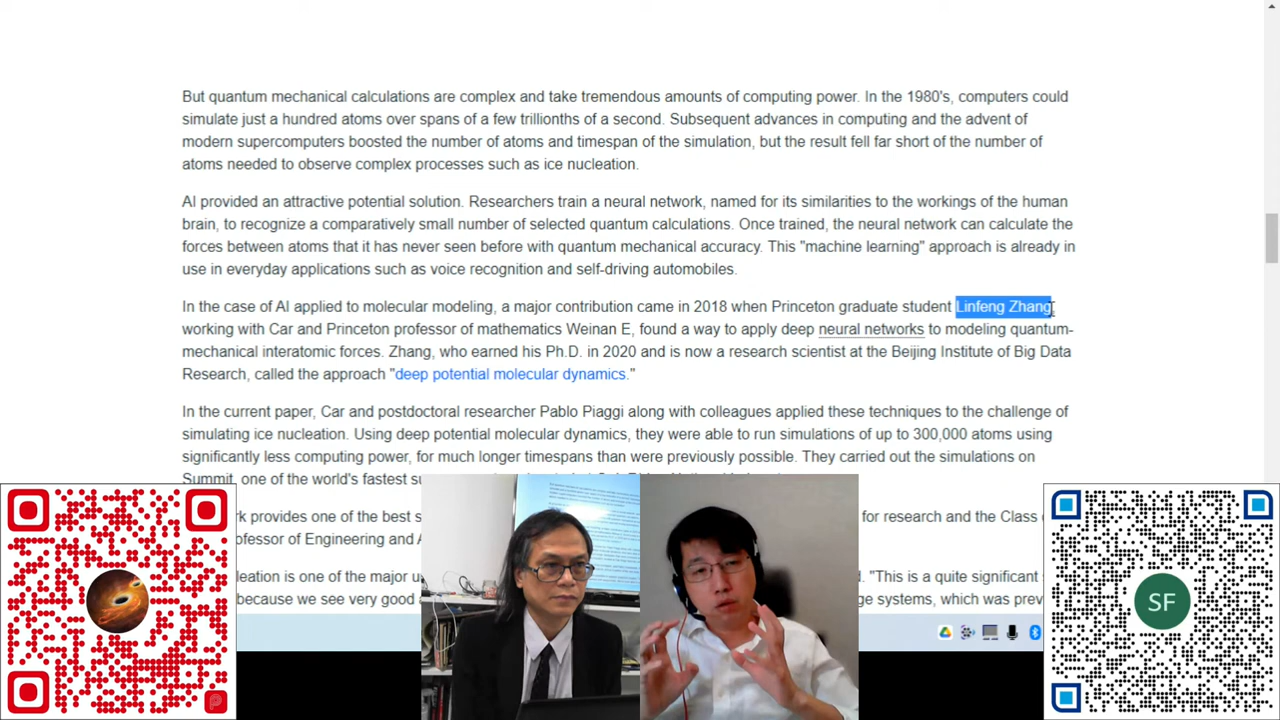 But quantum mechanical calculations are complex and take tremendous amounts of computing power. In the 1980's, computers could
simulate just a hundred atoms over spans of a few trillionths of a second. Subsequent advances in computing and the advent of
modern supercomputers boosted the number of atoms and timespan of the simulation, but the result fell far short of the number of
atoms needed to observe complex processes such as ice nucleation.
AI provided an attractive potential solution. Researchers train a neural network, named for its similarities to the workings of the human
brain, to recognize a comparatively small number of selected quantum calculations. Once trained, the neural network can calculate the
forces between atoms that it has never seen before with quantum mechanical accuracy. This "machine learning" approach is already in
use in everyday applications such as voice recognition and self-driving automobiles.
In the case of AI applied to molecular modeling, a major contribution came in 2018 when Princeton graduate student Linfeng Zhang,
working with Car and Princeton professor of mathematics Weinan E, found a way to apply deep neural networks to modeling quantum-
mechanical interatomic forces. Zhang, who earned his Ph.D. in 2020 and is now a research scientist at the Beijing Institute of Big Data
Research, called the approach "deep potential molecular dynamics."
In the current paper, Car and postdoctoral researcher Pablo Piaggi along with colleagues applied these techniques to the challenge of
simulating ice nucleation. Using deep potential molecular dynamics, they were able to run simulations of up to 300,000 atoms using
significantly less computing power, for much longer timespans than were previously possible. They carried out the simulations on
Summit, one of the world's fastest
provides one of the best for research and the
of Engineering and
is one of the major "This is a quite significant
because we see very good systems, which was
SF